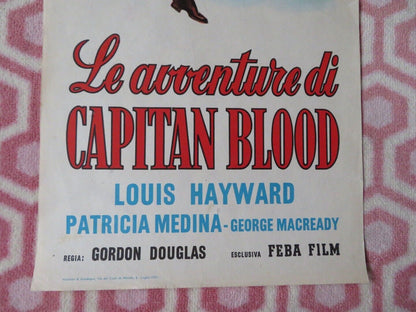 Le avventure di
CAPITAN BLOOD
LOUIS HAYWARD
PATRICIA MEDINA - GEORGE MACREADY
REGIA: GORDON DOUGLAS ESCLUSIVA FEBA FILM